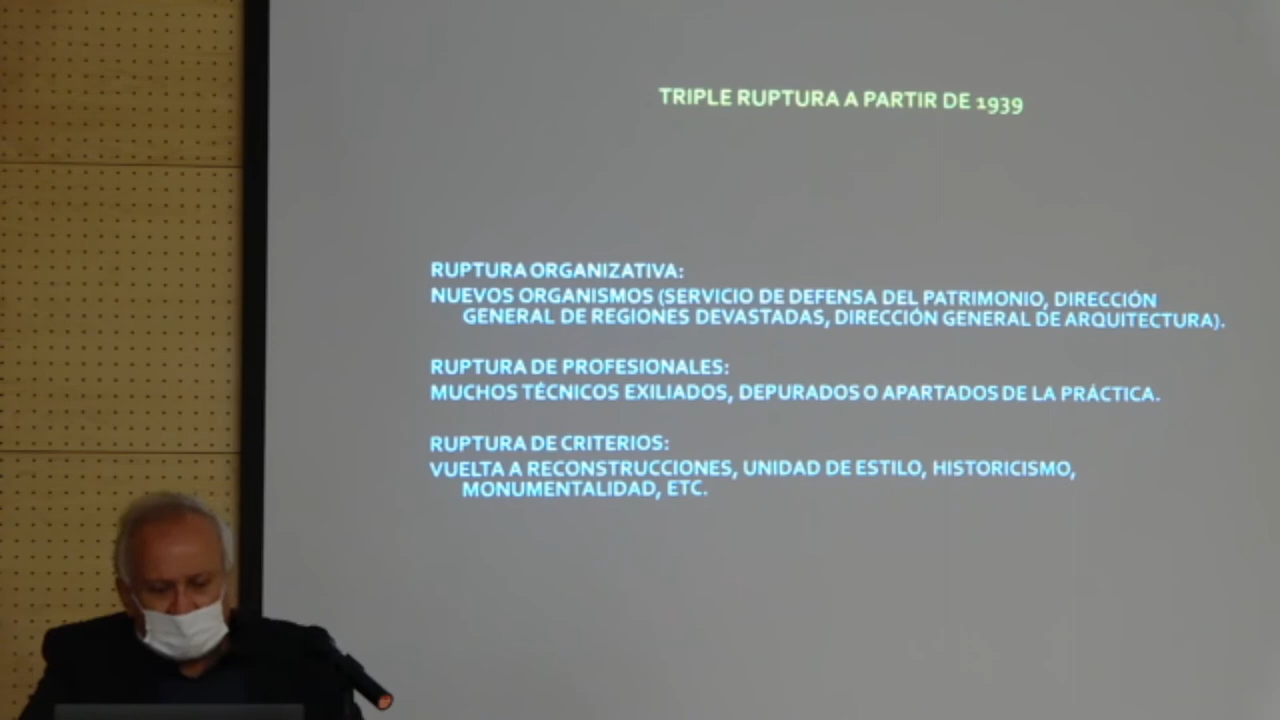 TRIPLE RUPTURA A PARTIR DE 1939
RUPTURA ORGANIZATIVA:
NUEVOS ORGANISMOS (SERVICIO DE DEFENSA DEL PATRIMONIO, DIRECCIÓN
GENERAL DE REGIONES DEVASTADAS, DIRECCIÓN GENERAL DE ARQUITECTURA).
RUPTURA DE PROFESIONALES:
MUCHOS TÉCNICOS EXILIADOS, DEPURADOS O APARTADOS DE LA PRÁCTICA.
RUPTURA DE CRITERIOS:
VUELTA A RECONSTRUCCIONES, UNIDAD DE ESTILO, HISTORICISMO,
MONUMENTALIDAD, ETC.